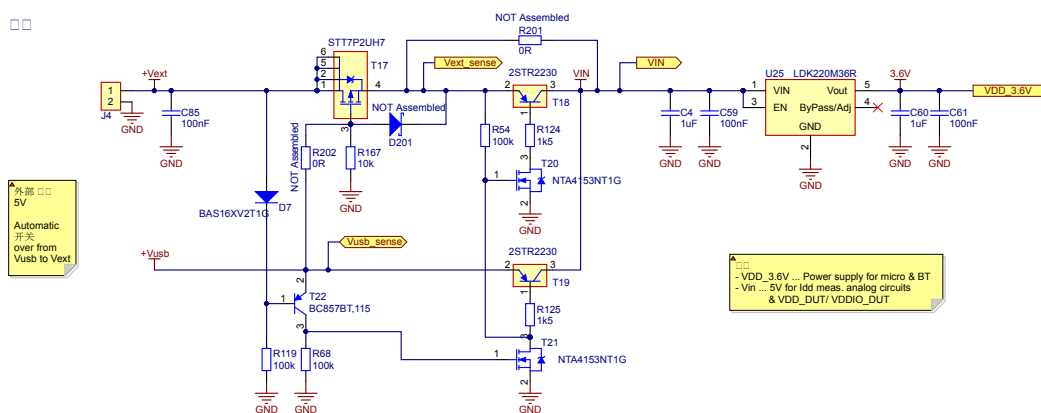 NOT Assembled
R201
0R
STT7P2UH7
T17
6
5
2
1
4
3
+Vext
Vext_sense
2STR2230
2
3
T18
1
VIN
VIN
U25
LDK220M36R
1
VIN
Vout
5
3
EN
ByPass/Adj
4
GND
2
3.6V
VDD_3.6V
1
2
J4
GND
C85
100nF
GND
NOT Assembled
D201
R202
0R
NOT Assembled
R167
10k
GND
R54
100k
R124
1k5
3
T20
1
NTA4153NT1G
2
GND
C4
1uF
GND
C59
100nF
GND
GND
C60
1uF
GND
C61
100nF
GND
外部
5V
Automatic
开关
over from
Vusb to Vext
BAS16XV2T1G
D7
+Vusb
Vusb_sense
2STR2230
2
3
T19
1
- VDD_3.6V ... Power supply for micro & BT
- Vin ... 5V for Idd meas. analog circuits
& VDD_DUT/ VDDIO_DUT
2
T22
1
BC857BT,115
3
R125
1k5
3
T21
1
NTA4153NT1G
2
GND
R119
100k
GND
R68
100k
GND